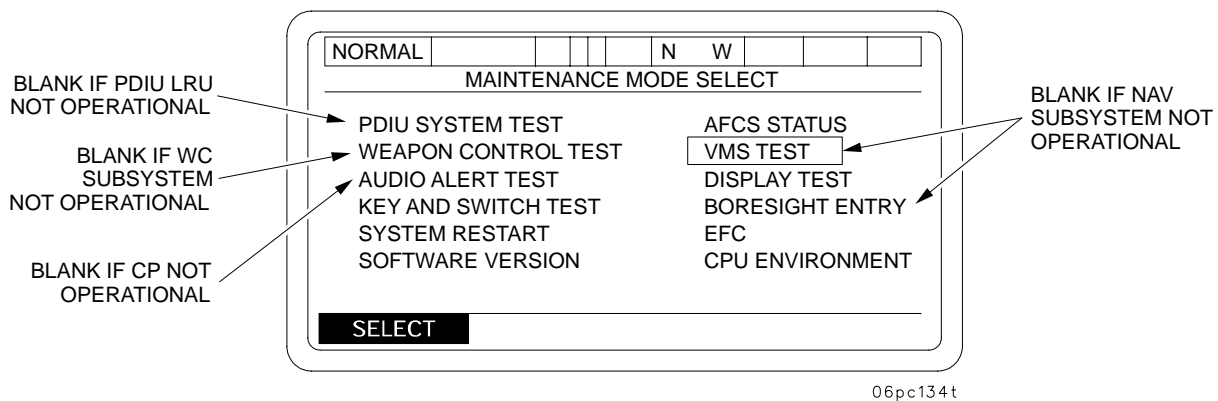 NORMAL N W
MAINTENANCE MODE SELECT
BLANK IF PDIU LRU
NOT OPERATIONAL
BLANK IF WC
SUBSYSTEM
NOT OPERATIONAL
BLANK IF CP NOT
OPERATIONAL
PDIU SYSTEM TEST
WEAPON CONTROL TEST
AUDIO ALERT TEST
KEY AND SWITCH TEST
SYSTEM RESTART
SOFTWARE VERSION
AFCS STATUS
VMS TEST
DISPLAY TEST
BORESIGHT ENTRY
EFC
CPU ENVIRONMENT
BLANK IF NAV
SUBSYSTEM NOT
OPERATIONAL
SELECT
06pc134t